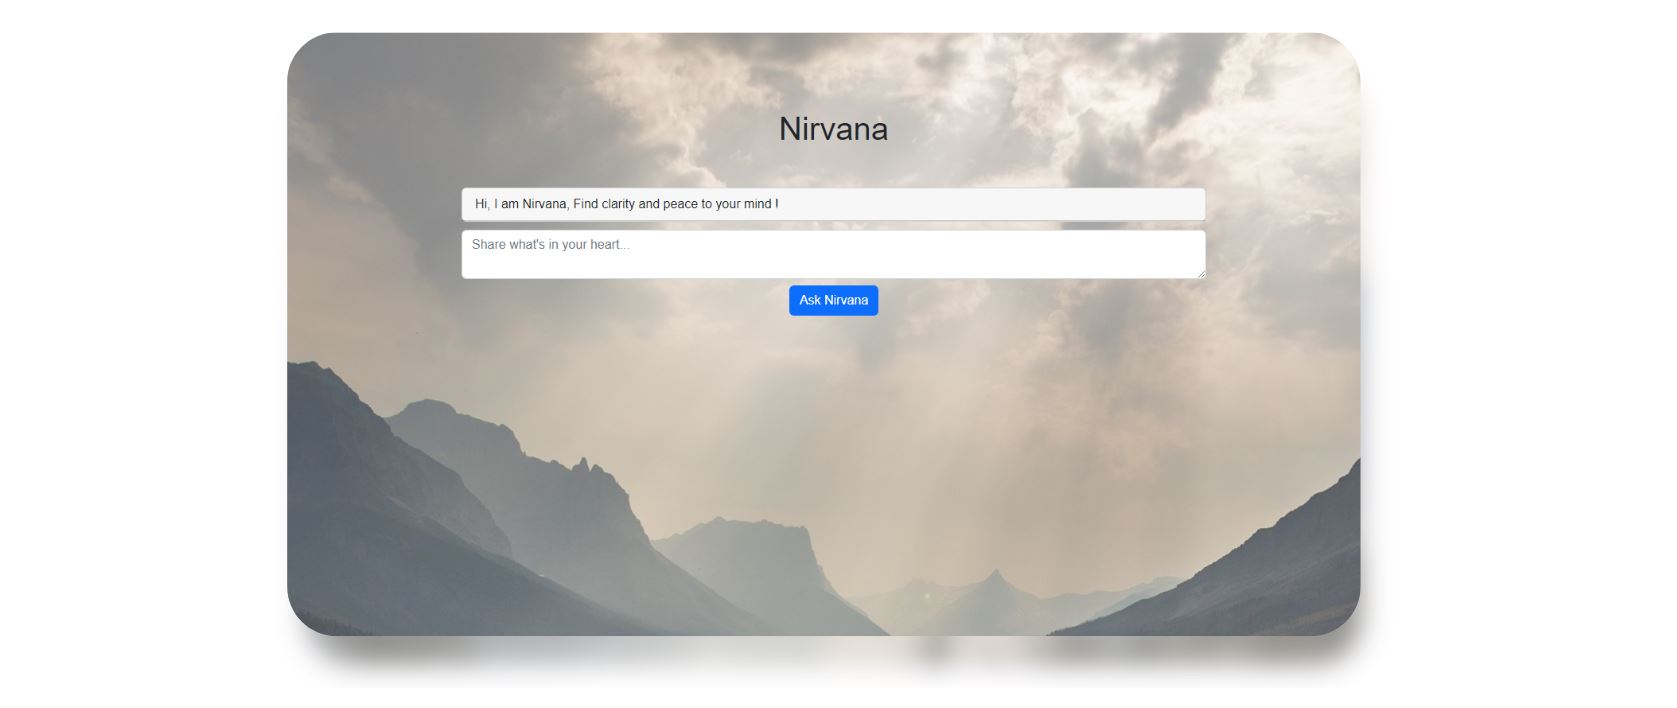 Nirvana
Hi, I am Nirvana, Find clarity and peace to your mind !
Share what's in your heart...
Ask Nirvana